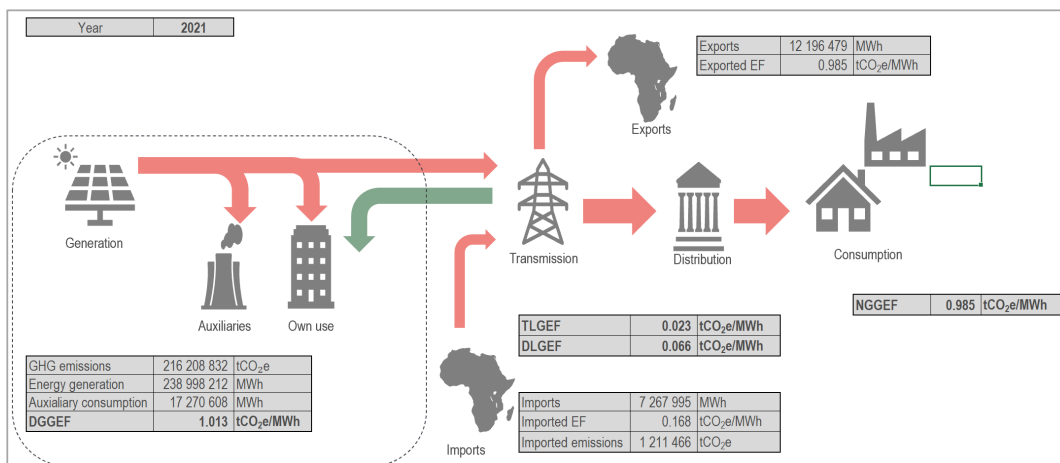 Year 2021
Exports 12 196 479 MWh
Exported EF 0.985 tCO₂e/MWh
Exports
Generation
Auxiliaries
Own use
Transmission
Distribution
Consumption
NGGEF 0.985 tCO₂e/MWh
TLGEF 0.023 tCO₂e/MWh
DLGEF 0.066 tCO₂e/MWh
GHG emissions 216 208 832 tCO₂e
Energy generation 238 998 212 MWh
Auxialiary consumption 17 270 608 MWh
DGGEF 1.013 tCO₂e/MWh
Imports
Imports 7 267 995 MWh
Imported EF 0.168 tCO₂e/MWh
Imported emissions 1 211 466 tCO₂e